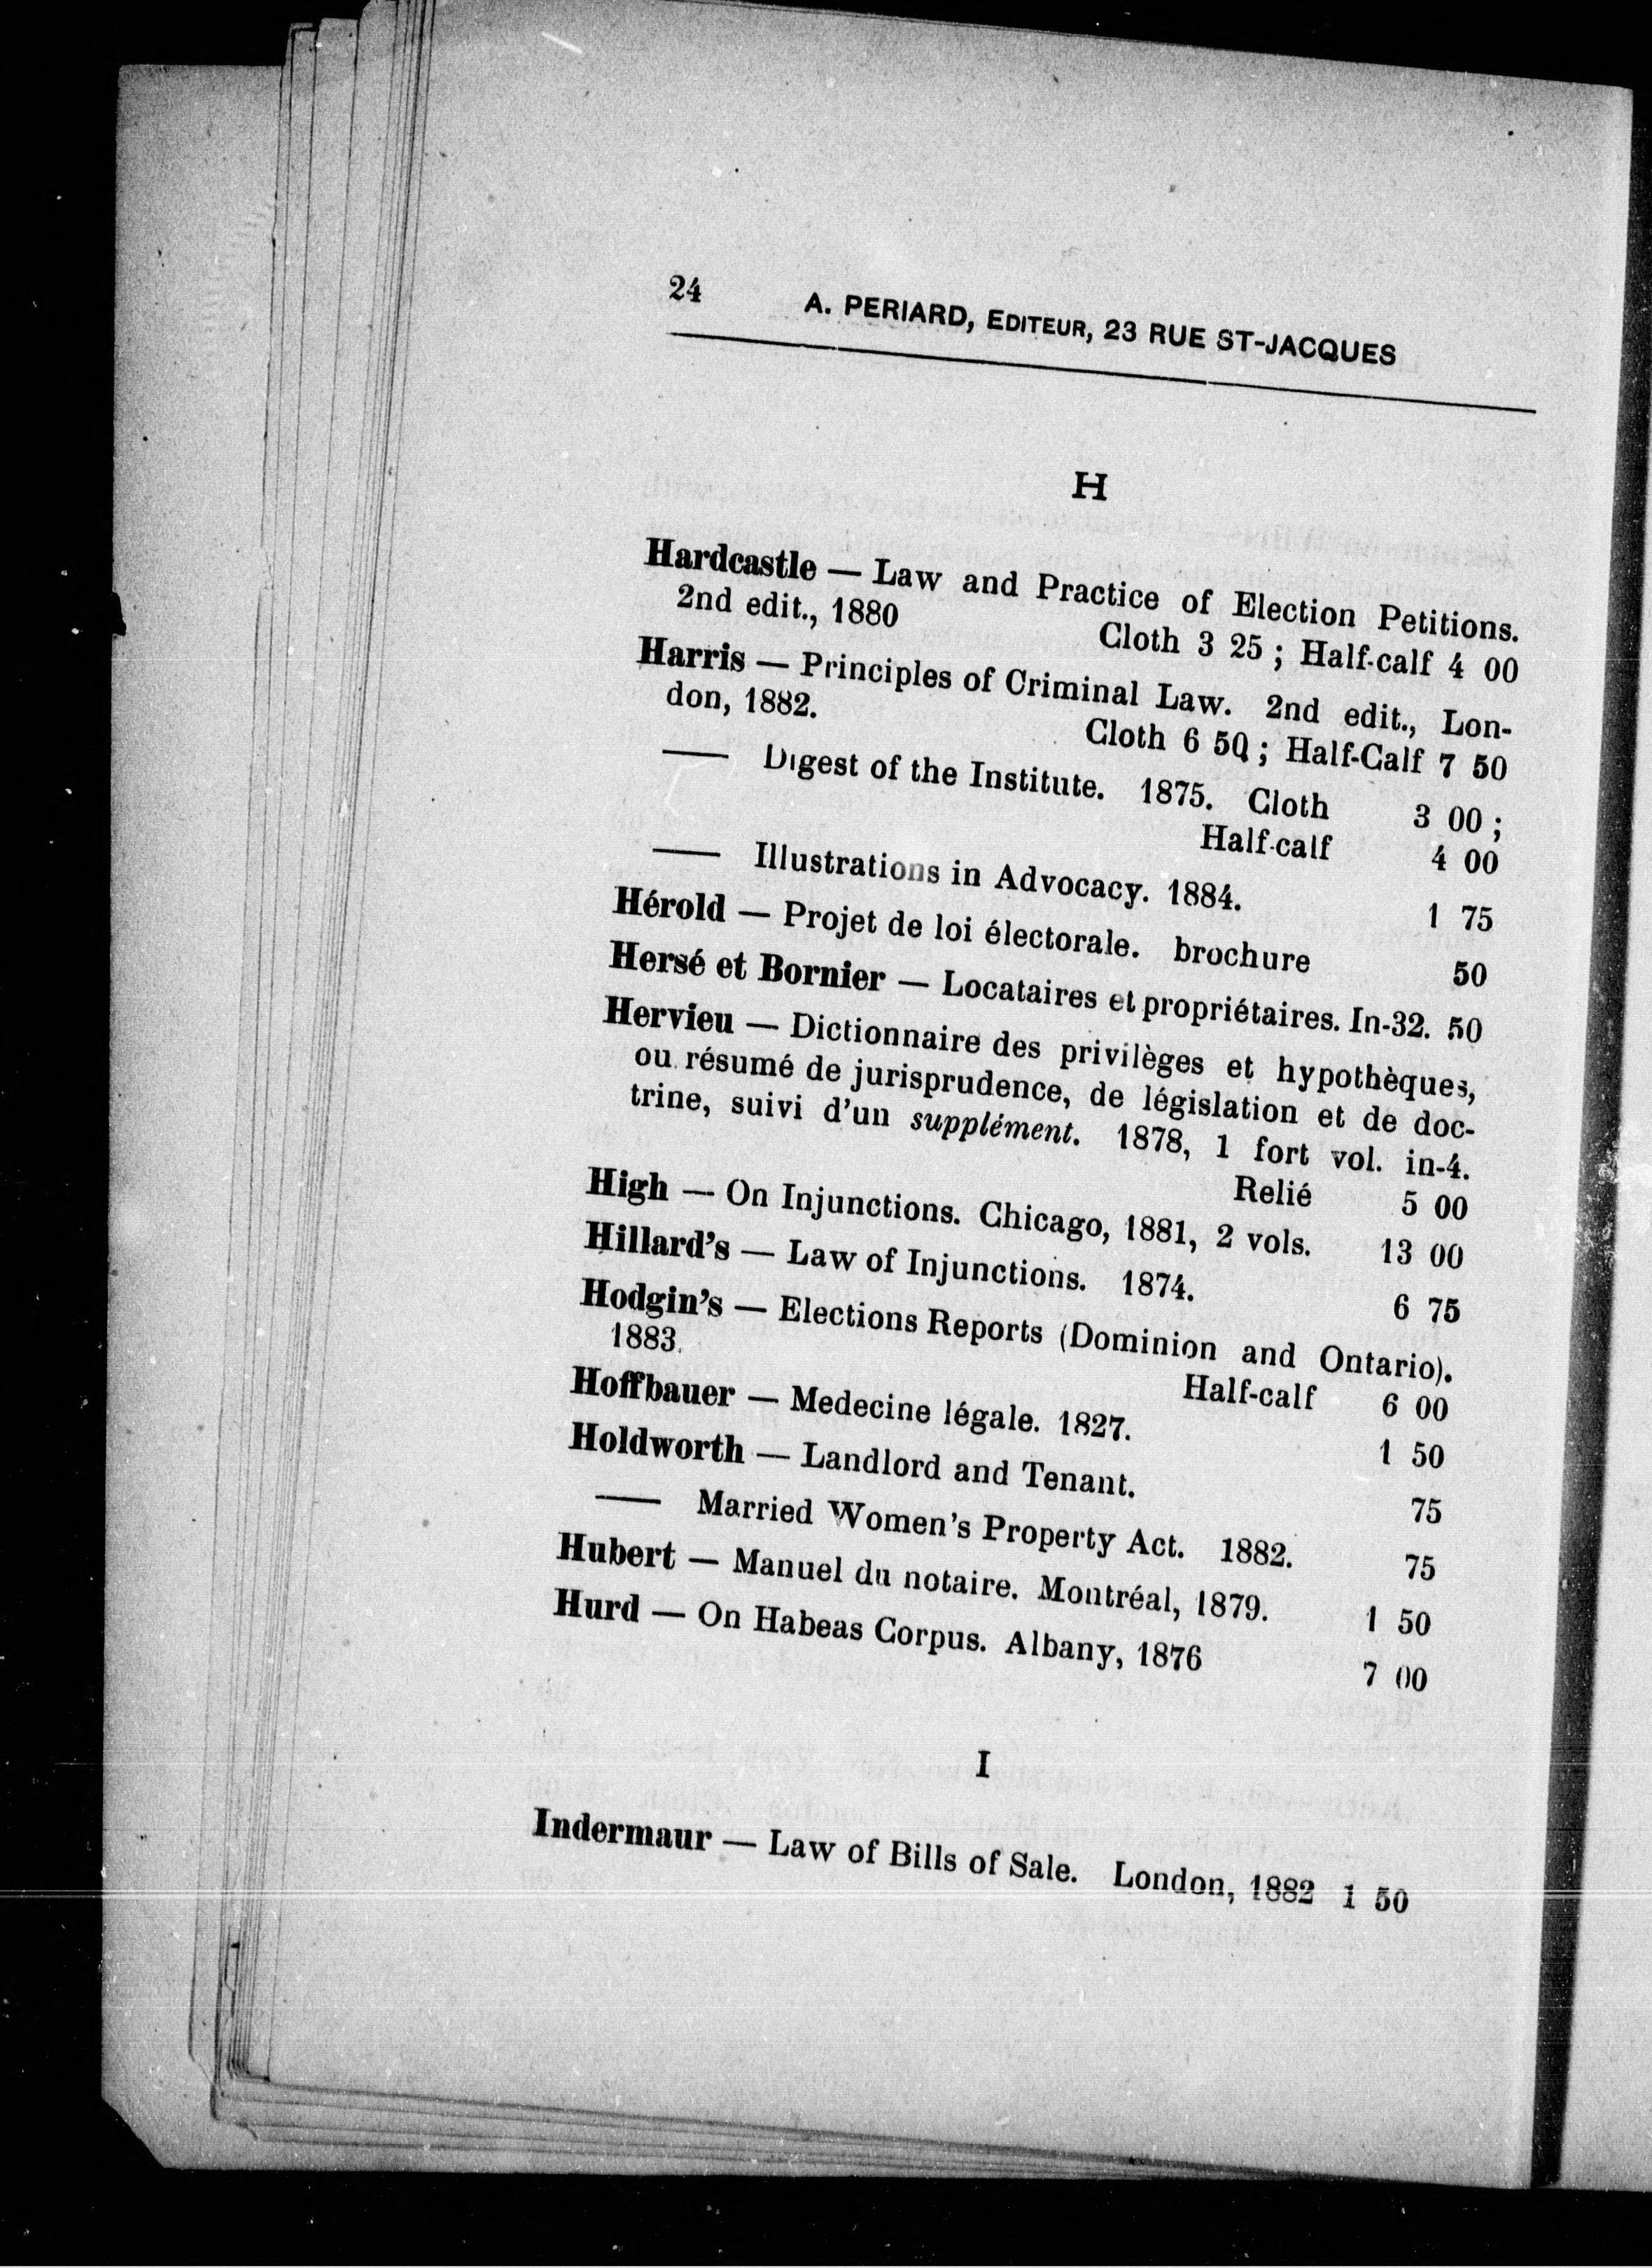 24 A. PERIARD, EDITEUR, 23 RUE ST-JACQUES
H
Hardcastle — Law and Practice of Election Petitions.
2nd edit., 1880 Cloth 3 25 ; Half-calf 4 00
Harris — Principles of Criminal Law. 2nd edit., Lon-
don, 1882. Cloth 6 50 ; Half-Calf 7 50
—— Digest of the Institute. 1875. Cloth 3 00 ;
Half-calf 4 00
—— Illustrations in Advocacy. 1884. 1 75
Hérold — Projet de loi électorale. brochure 50
Hersé et Bornier — Locataires et propriétaires. In-32. 50
Hervieu — Dictionnaire des privilèges et hypothèques,
ou résumé de jurisprudence, de législation et de doc-
trine, suivi d'un supplément. 1878, 1 fort vol. in-4.
Relié 5 00
High — On Injunctions. Chicago, 1881, 2 vols. 13 00
Hillard's — Law of Injunctions. 1874. 6 75
Hodgin's — Elections Reports (Dominion and Ontario).
1883. Half-calf 6 00
Hoffbauer — Medecine légale. 1827. 1 50
Holdworth — Landlord and Tenant. 75
—— Married Women's Property Act. 1882. 75
Hubert — Manuel du notaire. Montréal, 1879. 1 50
Hurd — On Habeas Corpus. Albany, 1876 7 00
I
Indermaur — Law of Bills of Sale. London, 1882 1 50